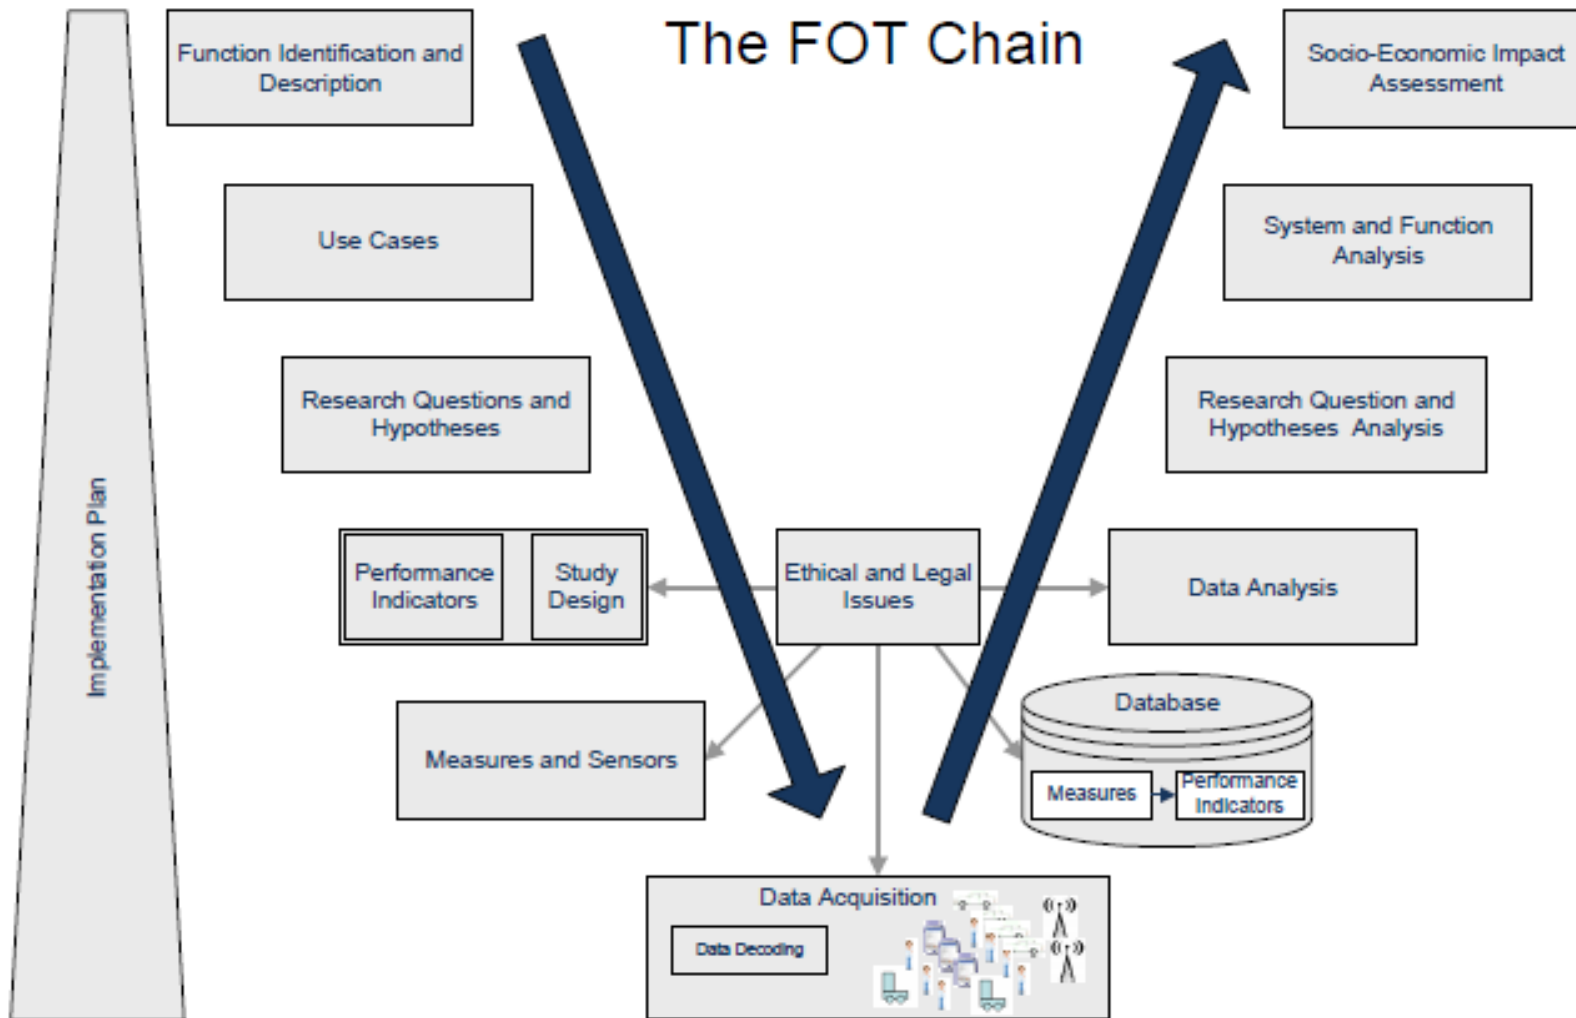 The FOT Chain
Function Identification and
Description
Socio-Economic Impact
Assessment
Use Cases
System and Function
Analysis
Research Questions and
Hypotheses
Research Question and
Hypotheses Analysis
Implementation Plan
Performance
Indicators
Study
Design
Ethical and Legal
Issues
Data Analysis
Measures and Sensors
Database
Measures
Performance
Indicators
Data Acquisition
Data Decoding